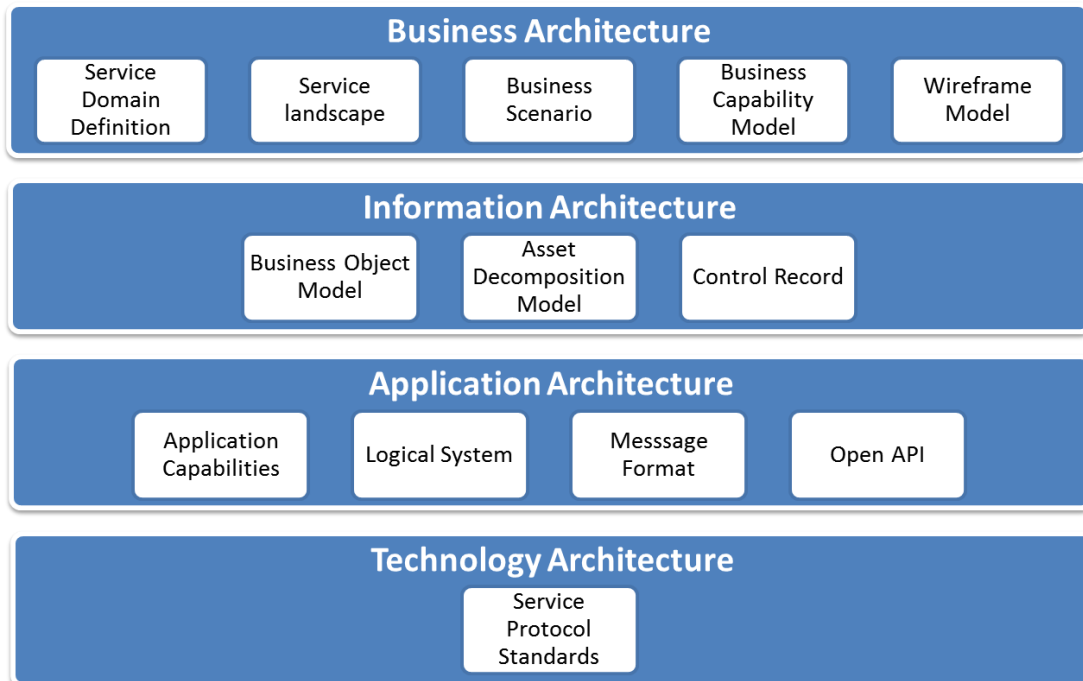 Business Architecture
Service
Domain
Definition
Service
landscape
Business
Scenario
Business
Capability
Model
Wireframe
Model
Information Architecture
Business Object
Model
Asset
Decomposition
Model
Control Record
Application Architecture
Application
Capabilities
Logical System
Messsage
Format
Open API
Technology Architecture
Service
Protocol
Standards